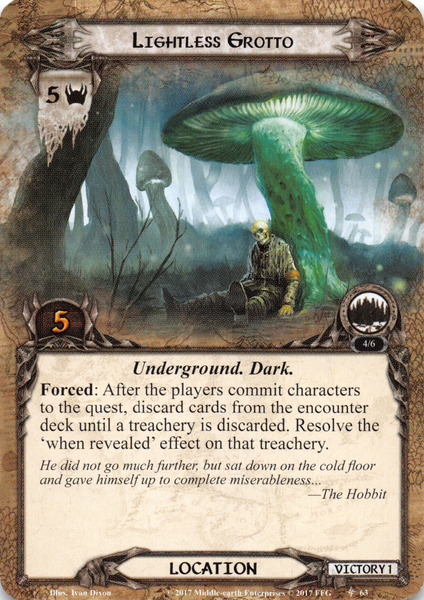 Lightless Grotto
5
5
4/6
Underground. Dark.
Forced: After the players commit characters
to the quest, discard cards from the encounter
deck until a treachery is discarded. Resolve the
‘when revealed’ effect on that treachery.
He did not go much further, but sat down on the cold floor
and gave himself up to complete miserableness...
—The Hobbit
LOCATION
VICTORY 1
Illus. Ivan Dixon
© 2017 Middle-earth Enterprises © 2017 FFG
63